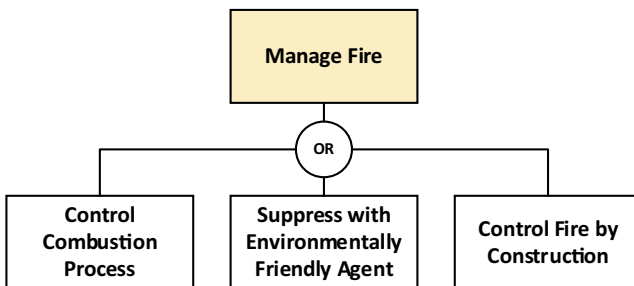 Manage Fire
OR
Control
Combustion
Process
Suppress with
Environmentally
Friendly Agent
Control Fire by
Construction